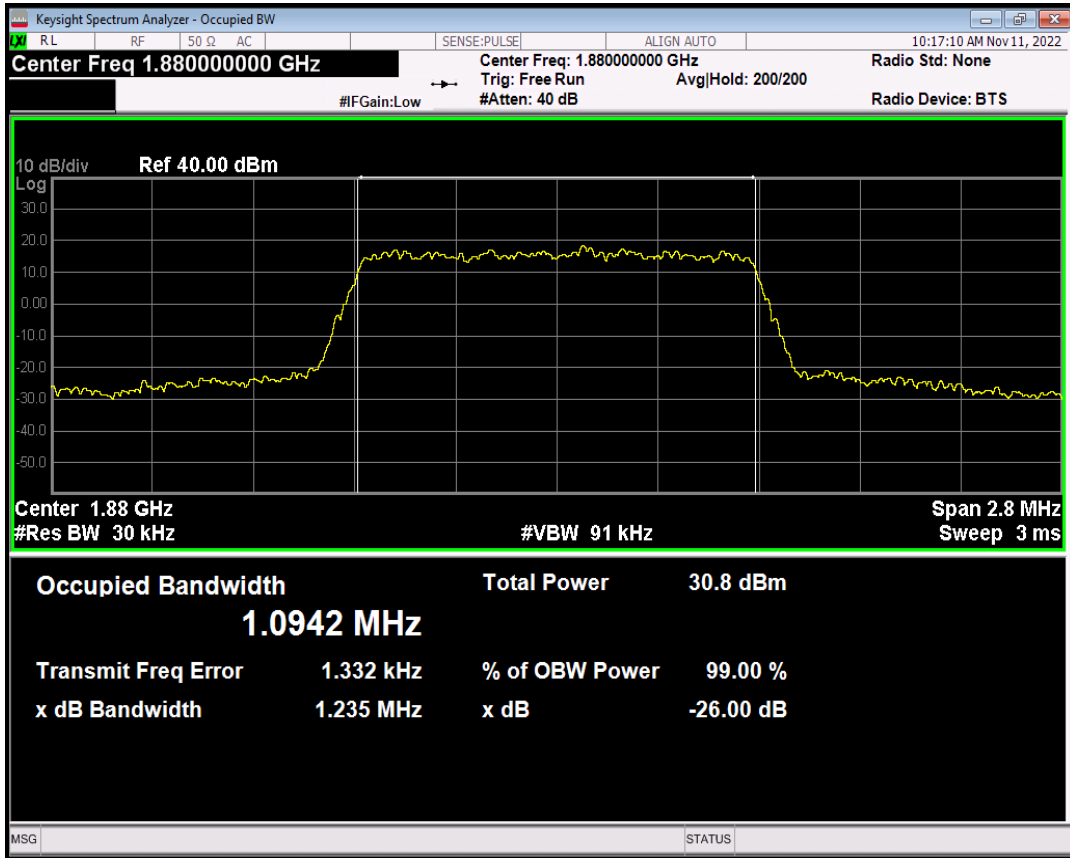 Keysight Spectrum Analyzer - Occupied BW
LXI RL RF 50 Ω AC SENSE:PULSE ALIGN AUTO 10:17:10 AM Nov 11, 2022
Center Freq 1.880000000 GHz
Center Freq: 1.880000000 GHz
Radio Std: None
Trig: Free Run Avg|Hold: 200/200
#IFGain:Low #Atten: 40 dB Radio Device: BTS
10 dB/div Ref 40.00 dBm
Log
30.0
20.0
10.0
0.00
-10.0
-20.0
-30.0
-40.0
-50.0
Center 1.88 GHz Span 2.8 MHz
#Res BW 30 kHz #VBW 91 kHz Sweep 3 ms
Occupied Bandwidth Total Power 30.8 dBm
1.0942 MHz
Transmit Freq Error 1.332 kHz % of OBW Power 99.00 %
x dB Bandwidth 1.235 MHz x dB -26.00 dB
MSG STATUS